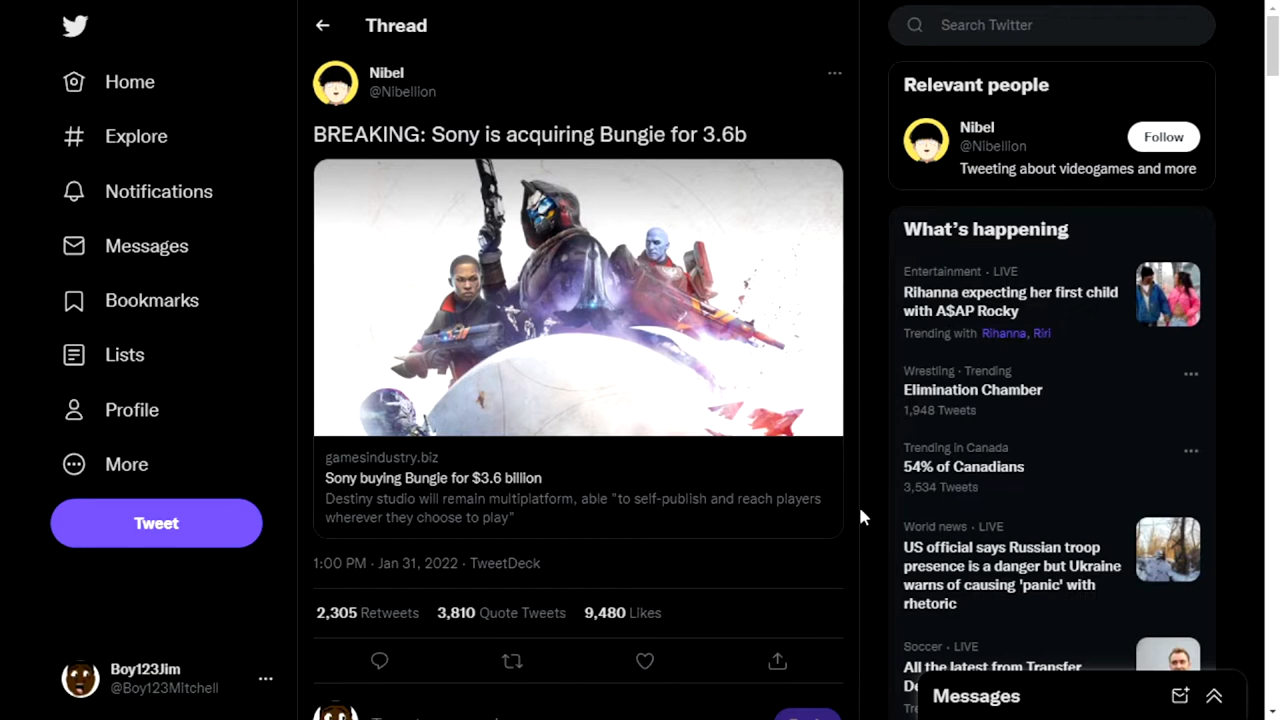 Home
Explore
Notifications
Messages
Bookmarks
Lists
Profile
More
Tweet
Boy123Jim
@Boy123MItchell
Thread
Nibel
@Nibellion
BREAKING: Sony is acquiring Bungie for 3.6b
gamesindustry.biz
Sony buying Bungie for $3.6 billion
Destiny studio will remain multiplatform, able "to self-publish and reach players
wherever they choose to play"
1:00 PM · Jan 31, 2022 · TweetDeck
2,305 Retweets 3,810 Quote Tweets 9,480 Likes
Search Twitter
Relevant people
Nibel
@Nibellion
Follow
Tweeting about videogames and more
What's happening
Entertainment · LIVE
Rihanna expecting her first child
with A$AP Rocky
Trending with Rihanna, Riri
Wrestling · Trending
Elimination Chamber
1,948 Tweets
Trending in Canada
54% of Canadians
3,534 Tweets
World news · LIVE
US official says Russian troop
presence is a danger but Ukraine
warns of causing 'panic' with
rhetoric
Soccer · LIVE
All the latest from Transfer
Messages